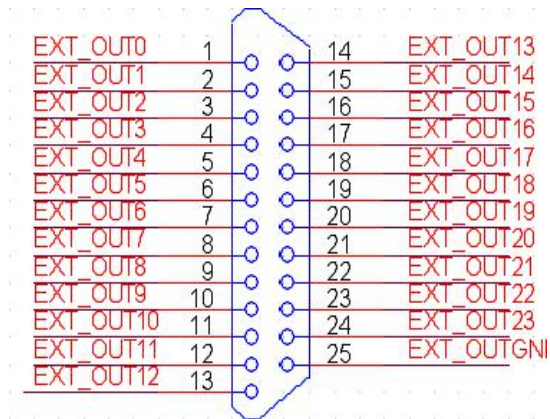 EXT_OUT0 1 14 EXT_OUT13
EXT_OUT1 2 15 EXT_OUT14
EXT_OUT2 3 16 EXT_OUT15
EXT_OUT3 4 17 EXT_OUT16
EXT_OUT4 5 18 EXT_OUT17
EXT_OUT5 6 19 EXT_OUT18
EXT_OUT6 7 20 EXT_OUT19
EXT_OUT7 8 21 EXT_OUT20
EXT_OUT8 9 22 EXT_OUT21
EXT_OUT9 10 23 EXT_OUT22
EXT_OUT10 11 24 EXT_OUT23
EXT_OUT11 12 25 EXT_OUTGN
EXT_OUT12 13